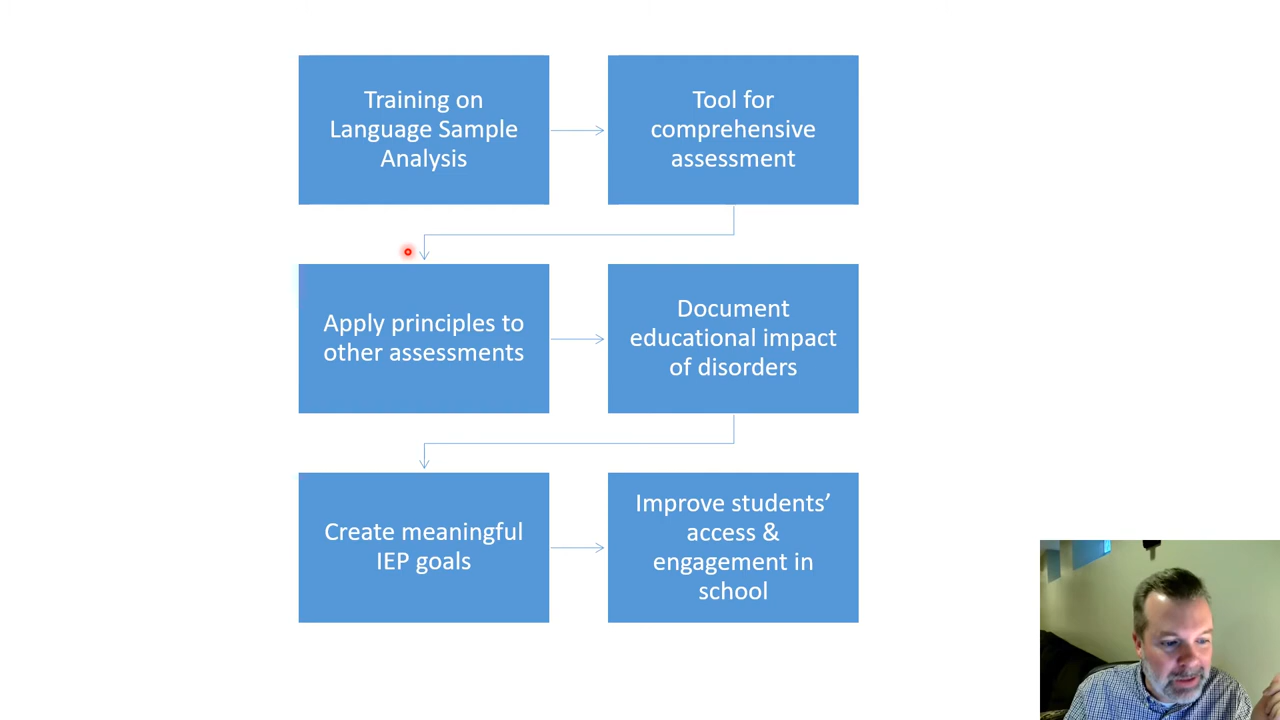 Training on
Language Sample
Analysis
Tool for
comprehensive
assessment
Apply principles to
other assessments
Document
educational impact
of disorders
Create meaningful
IEP goals
Improve students’
access &
engagement in
school